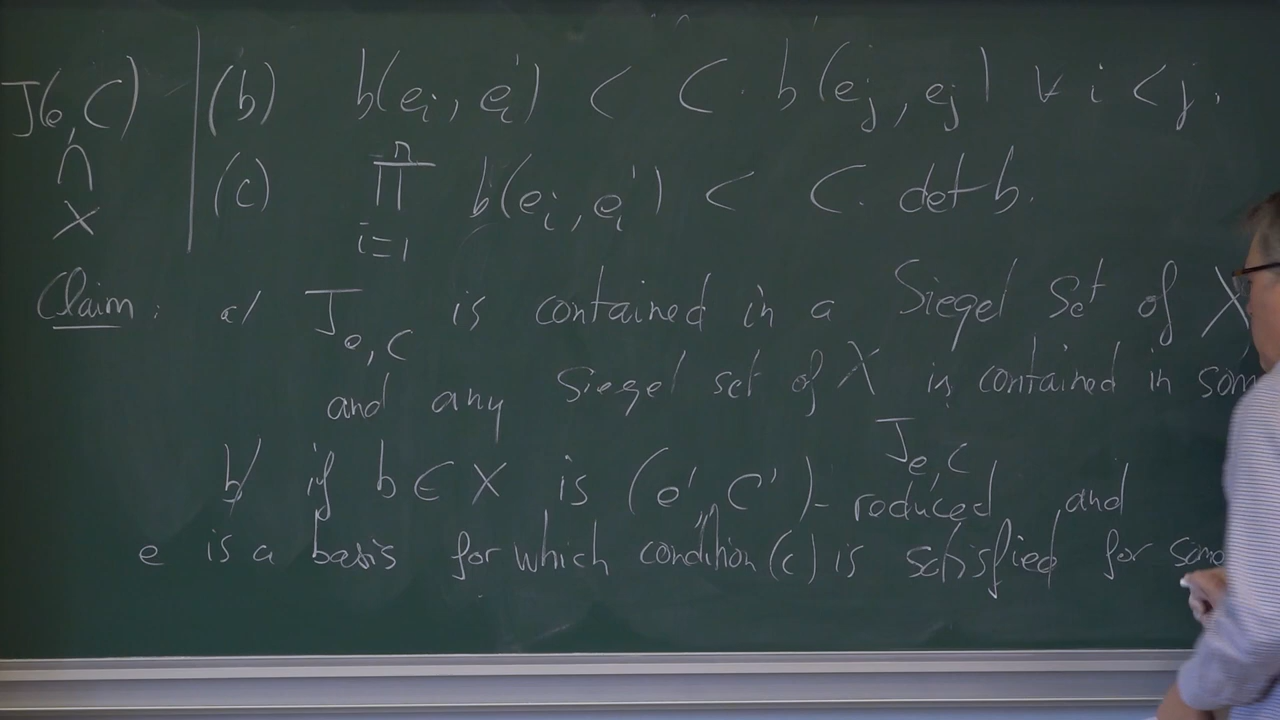 J(e,C) | (b) b(e_i, e_i') < C · b(e_j, e_j) ∀ i < j.
∩
X
(c) ∏_{i=1}^{n} b(e_i, e_i') < C · det b.
Claim: a/ J_{e,C} is contained in a Siegel Set of X
and any Siegel set of X is contained in som
J_{e,C}
b/ if b ∈ X is (e', C')-reduced, and
e is a basis for which condition (c) is satisfied for some